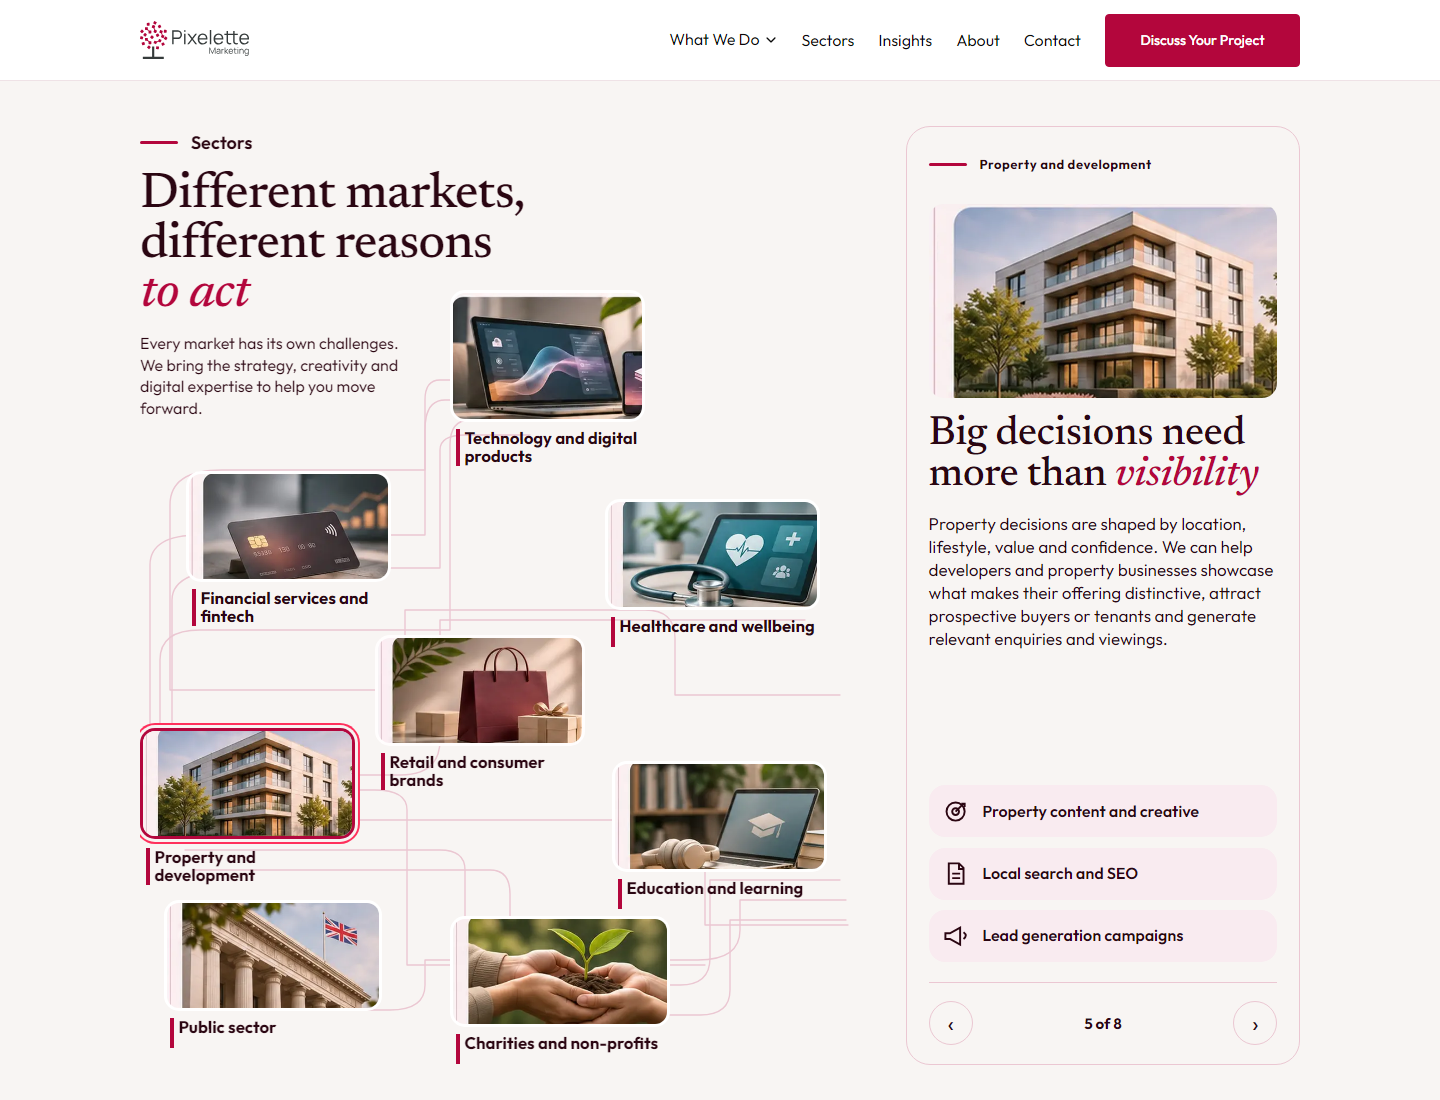 Pixelette
Marketing
What We Do
Sectors
Insights
About
Contact
Discuss Your Project
Sectors
Different markets,
different reasons
to act
Every market has its own challenges.
We bring the strategy, creativity and
digital expertise to help you move
forward.
Technology and digital
products
Financial services and
fintech
Healthcare and wellbeing
Retail and consumer
brands
Property and
development
Education and learning
Public sector
Charities and non-profits
Property and development
Big decisions need
more than visibility
Property decisions are shaped by location,
lifestyle, value and confidence. We can help
developers and property businesses showcase
what makes their offering distinctive, attract
prospective buyers or tenants and generate
relevant enquiries and viewings.
Property content and creative
Local search and SEO
Lead generation campaigns
‹
5 of 8
›